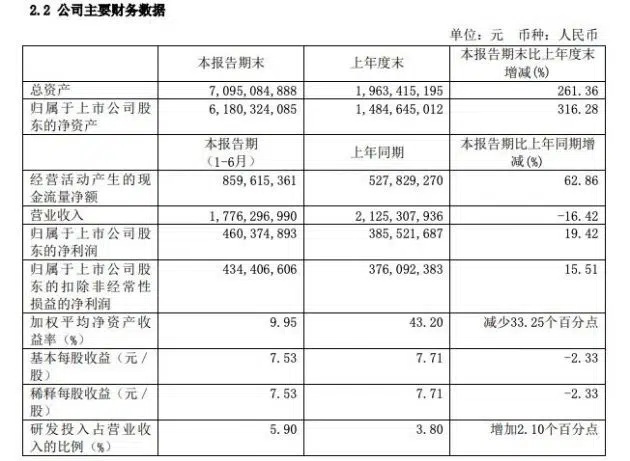 2.2 公司主要财务数据
单位：元 币种：人民币
本报告期末 上年度末 本报告期末比上年度末
增减(%)
总资产 7,095,084,888 1,963,415,195 261.36
归属于上市公司股 6,180,324,085 1,484,645,012 316.28
东的净资产
本报告期 上年同期 本报告期比上年同期增
（1-6月） 减(%)
经营活动产生的现 859,615,361 527,829,270 62.86
金流量净额
营业收入 1,776,296,990 2,125,307,936 -16.42
归属于上市公司股 460,374,893 385,521,687 19.42
东的净利润
归属于上市公司股 434,406,606 376,092,383 15.51
东的扣除非经常性
损益的净利润
加权平均净资产收 9.95 43.20 减少33.25个百分点
益率（%）
基本每股收益（元／ 7.53 7.71 -2.33
股）
稀释每股收益（元／ 7.53 7.71 -2.33
股）
研发投入占营业收 5.90 3.80 增加2.10个百分点
入的比例（%）